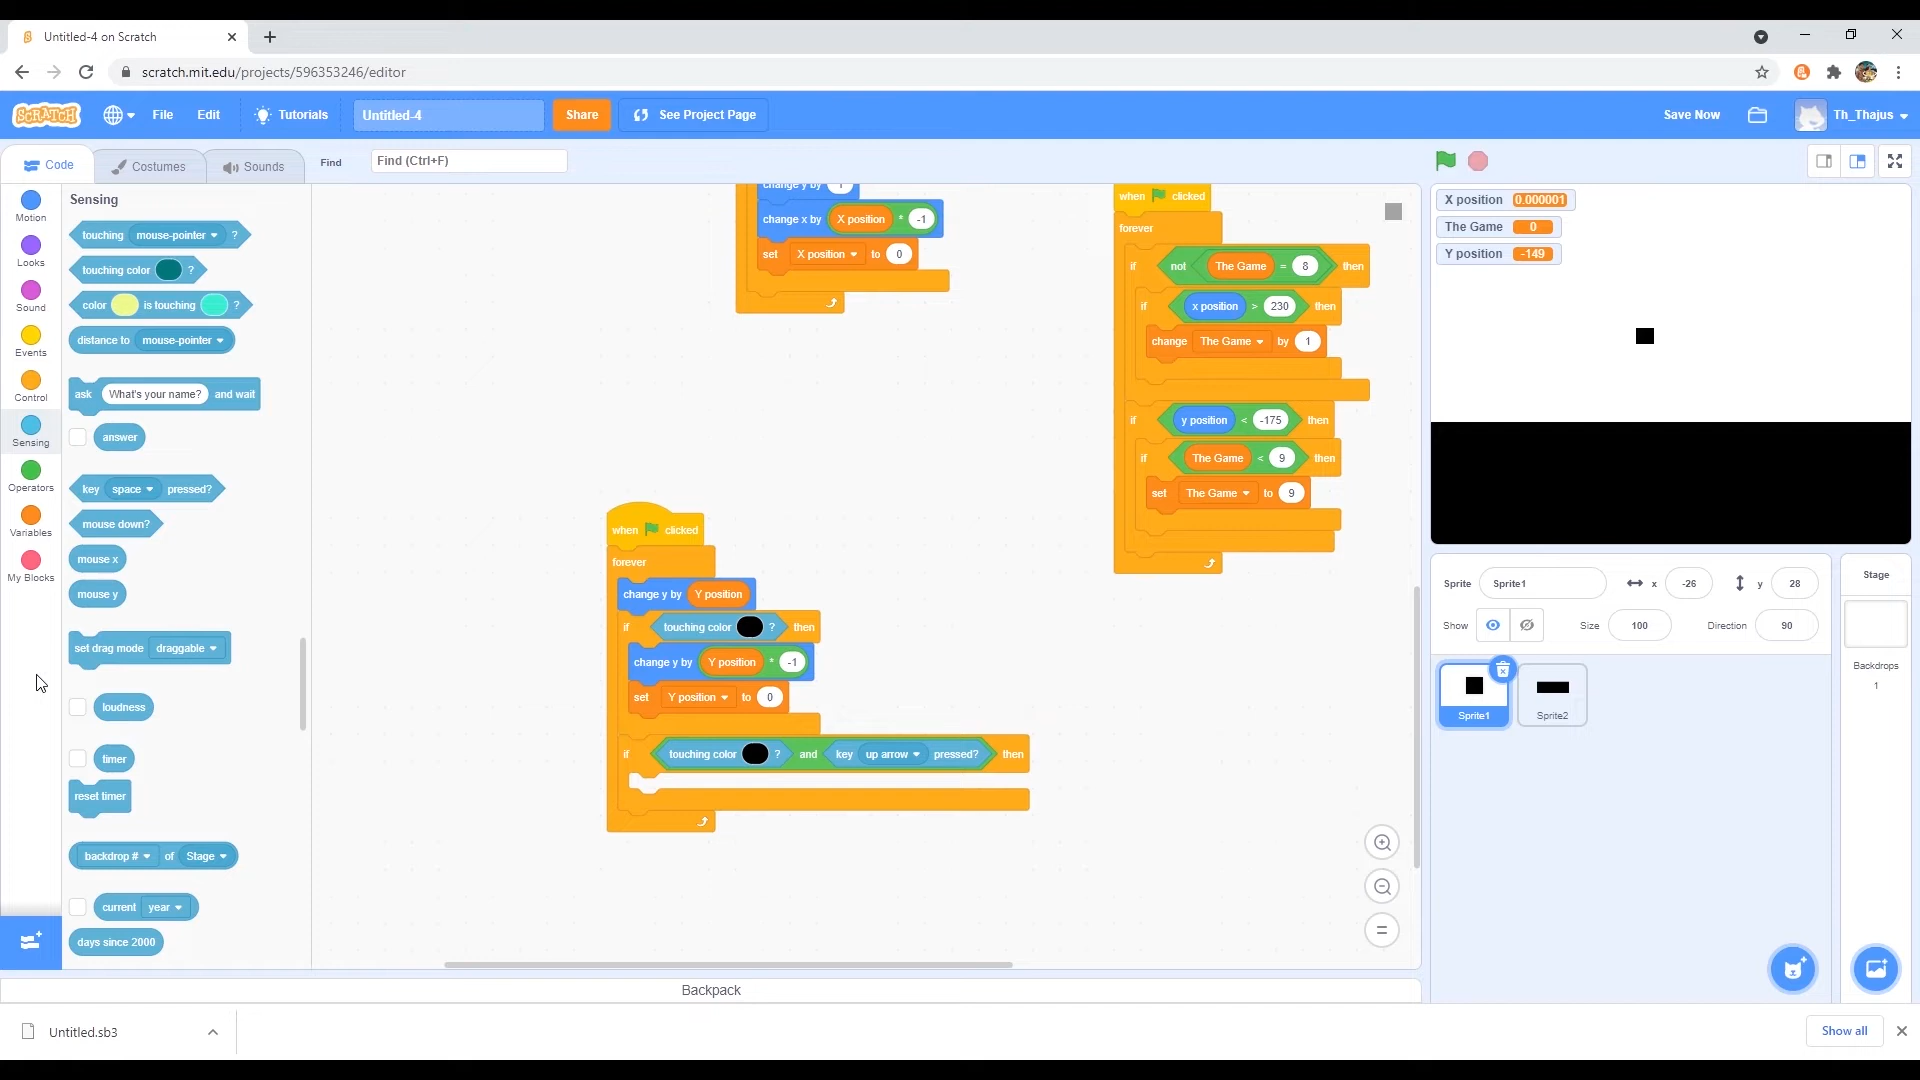 Untitled-4 on Scratch
scratch.mit.edu/projects/596353246/editor
SCRATCH
File
Edit
Tutorials
Untitled-4
Share
See Project Page
Save Now
Th_Thajus
Code
Costumes
Sounds
Find
Find (Ctrl+F)
Motion
Looks
Sound
Events
Control
Sensing
Operators
Variables
My Blocks
Sensing
touching mouse-pointer ?
touching color ?
color is touching ?
distance to mouse-pointer
ask What's your name? and wait
answer
key space pressed?
mouse down?
mouse x
mouse y
set drag mode draggable
loudness
timer
reset timer
backdrop # of Stage
current year
days since 2000
change y by 1
change x by X position * -1
set X position to 0
when clicked
forever
change y by Y position
if touching color ? then
change y by Y position * -1
set Y position to 0
if touching color ? and key up arrow pressed? then
when clicked
forever
if not The Game = 8 then
if x position > 230 then
change The Game by 1
if y position < -175 then
if The Game < 9 then
set The Game to 9
X position 0.000001
The Game 0
Y position -149
Sprite Sprite1 x -26 y 28
Show Size 100 Direction 90
Sprite1
Sprite2
Stage
Backdrops
1
Backpack
Untitled.sb3
Show all